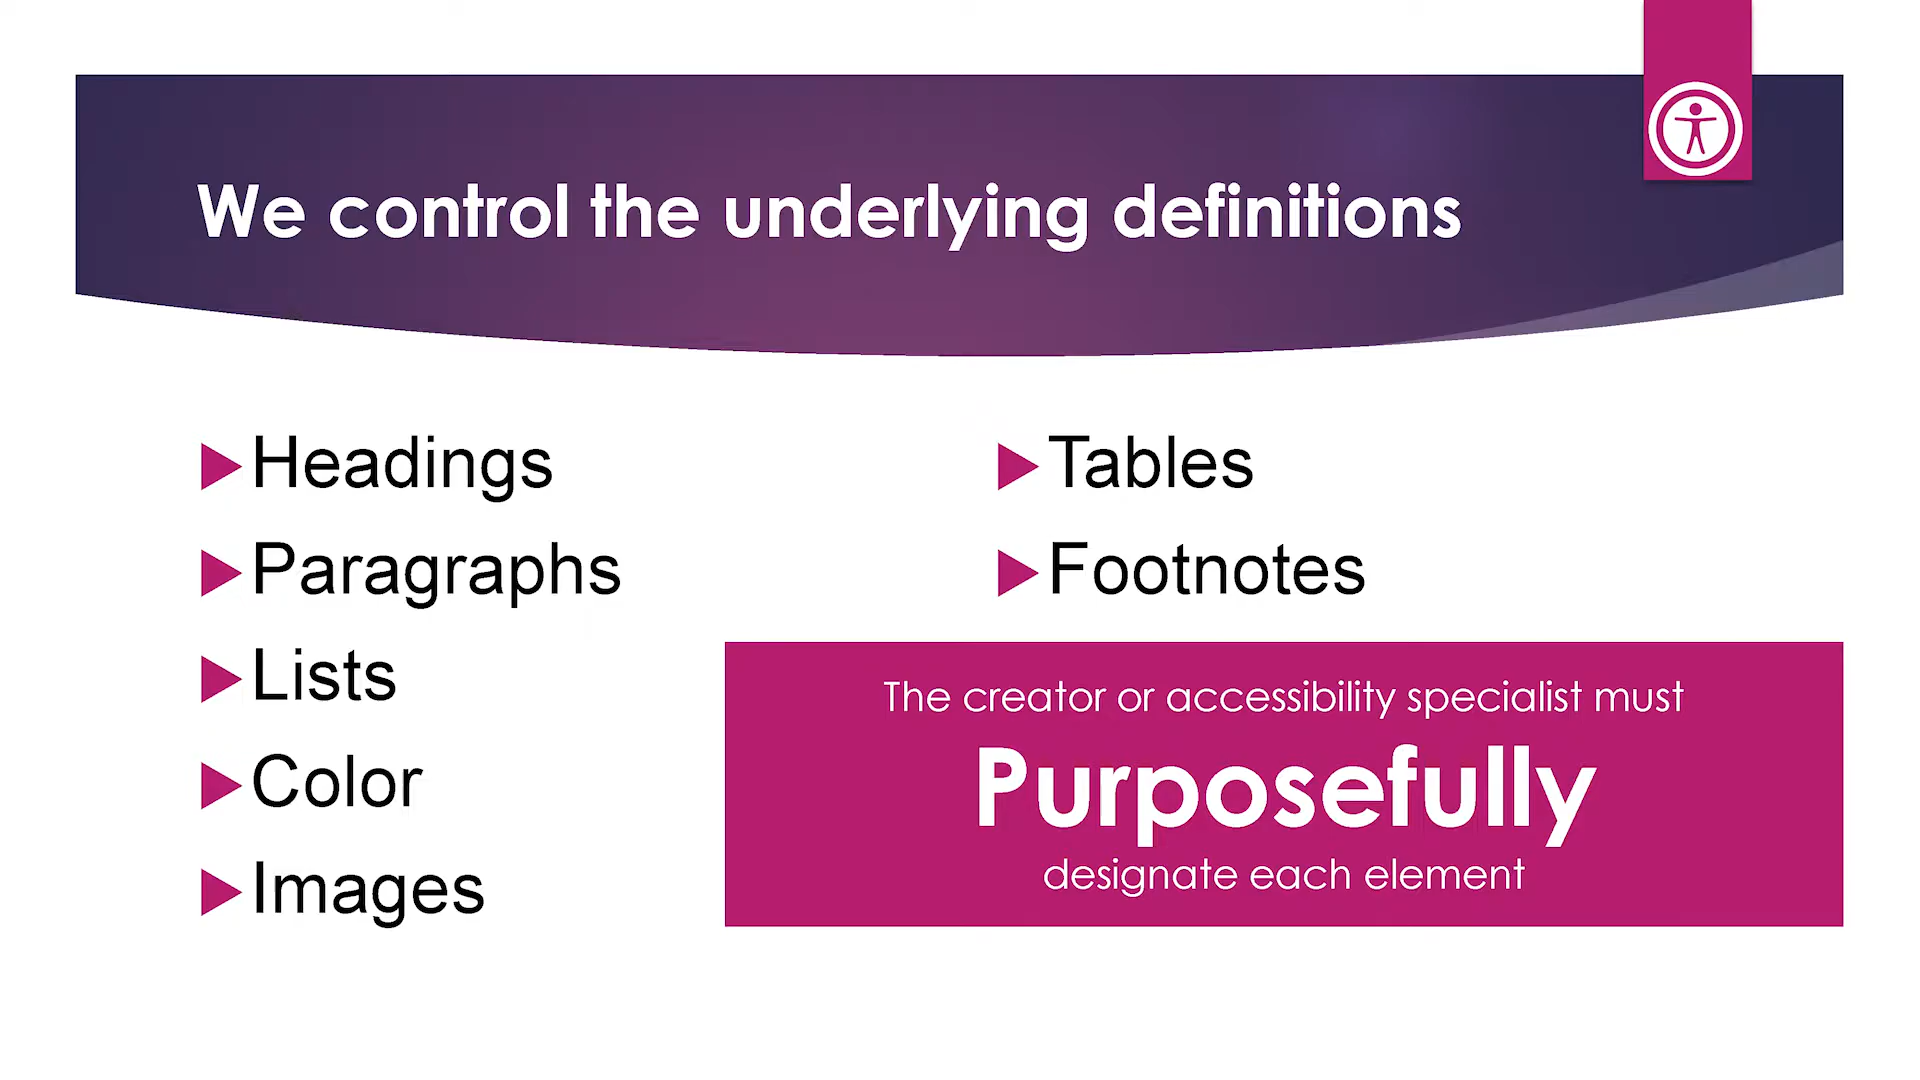 We control the underlying definitions
Headings
Paragraphs
Lists
Color
Images
Tables
Footnotes
The creator or accessibility specialist must
Purposefully
designate each element